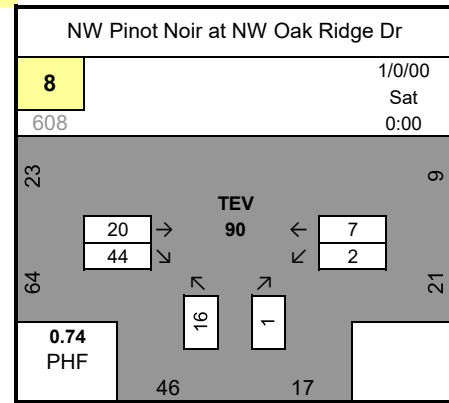 NW Pinot Noir at NW Oak Ridge Dr
8
1/0/00
Sat
608
0:00
23
9
TEV
20 → 90 ← 7
44 ↘ ↙ 2
64
21
↖ ↗
16 1
0.74
PHF
46 17